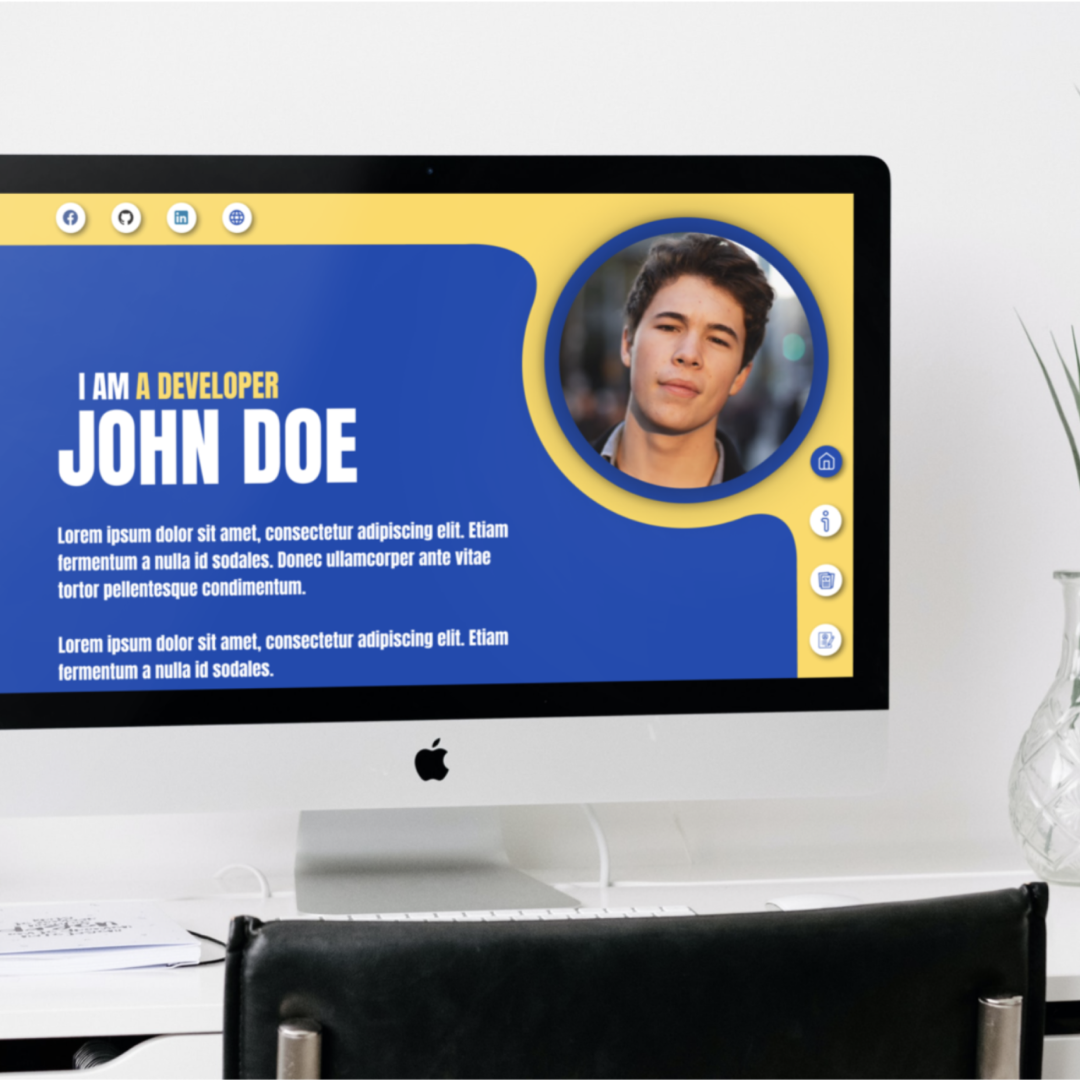 I AM A DEVELOPER
JOHN DOE
Lorem ipsum dolor sit amet, consectetur adipiscing elit. Etiam
fermentum a nulla id sodales. Donec ullamcorper ante vitae
tortor pellentesque condimentum.
Lorem ipsum dolor sit amet, consectetur adipiscing elit. Etiam
fermentum a nulla id sodales.